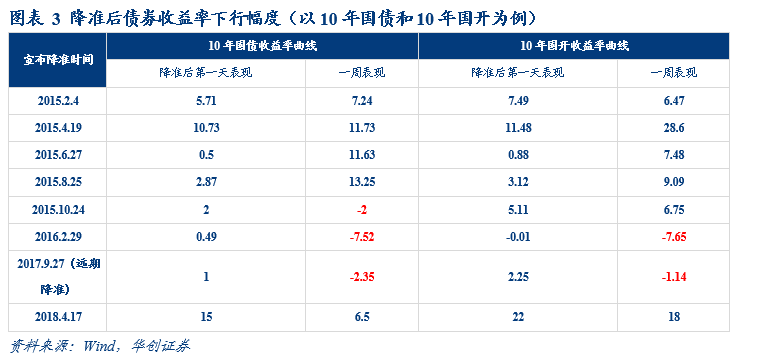 图表 3 降准后债券收益率下行幅度（以 10 年国债和 10 年国开为例）
宣布降准时间 10 年国债收益率曲线 10 年国开收益率曲线
降准后第一天表现 一周表现 降准后第一天表现 一周表现
2015.2.4 5.71 7.24 7.49 6.47
2015.4.19 10.73 11.73 11.48 28.6
2015.6.27 0.5 11.63 0.88 7.48
2015.8.25 2.87 13.25 3.12 9.09
2015.10.24 2 -2 5.11 6.75
2016.2.29 0.49 -7.52 -0.01 -7.65
2017.9.27（远期
降准） 1 -2.35 2.25 -1.14
2018.4.17 15 6.5 22 18
资料来源：Wind，华创证券